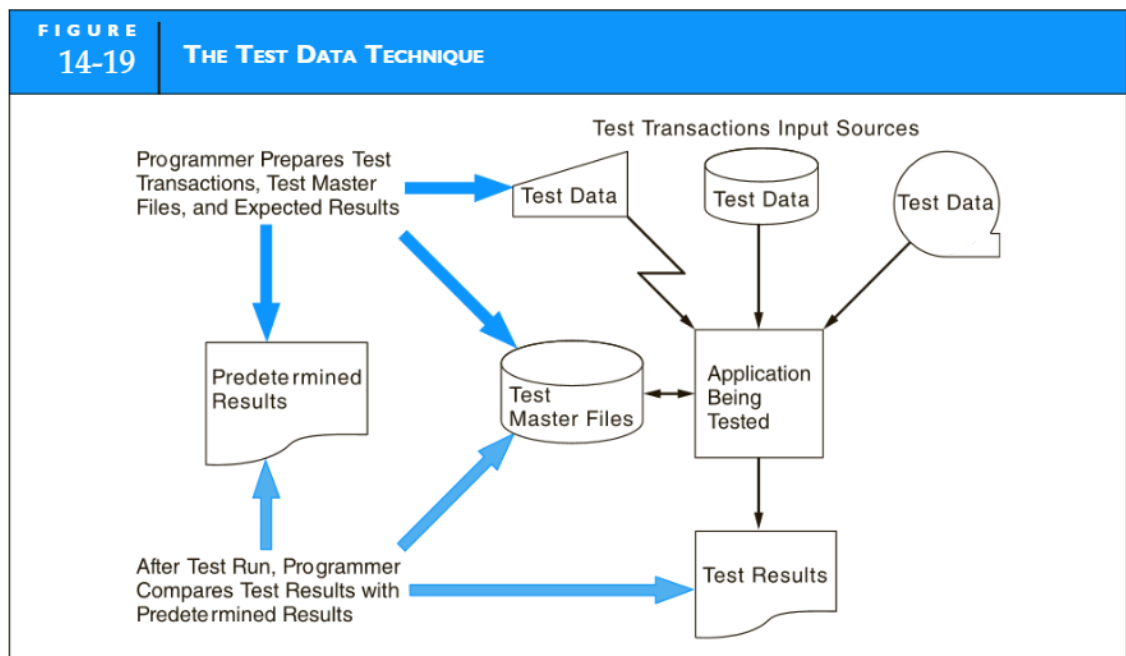 FIGURE
14-19
THE TEST DATA TECHNIQUE
Test Transactions Input Sources
Programmer Prepares Test
Transactions, Test Master
Files, and Expected Results
Test Data
Test Data
Test Data
Predetermined
Results
Test
Master Files
Application
Being
Tested
After Test Run, Programmer
Compares Test Results with
Predetermined Results
Test Results